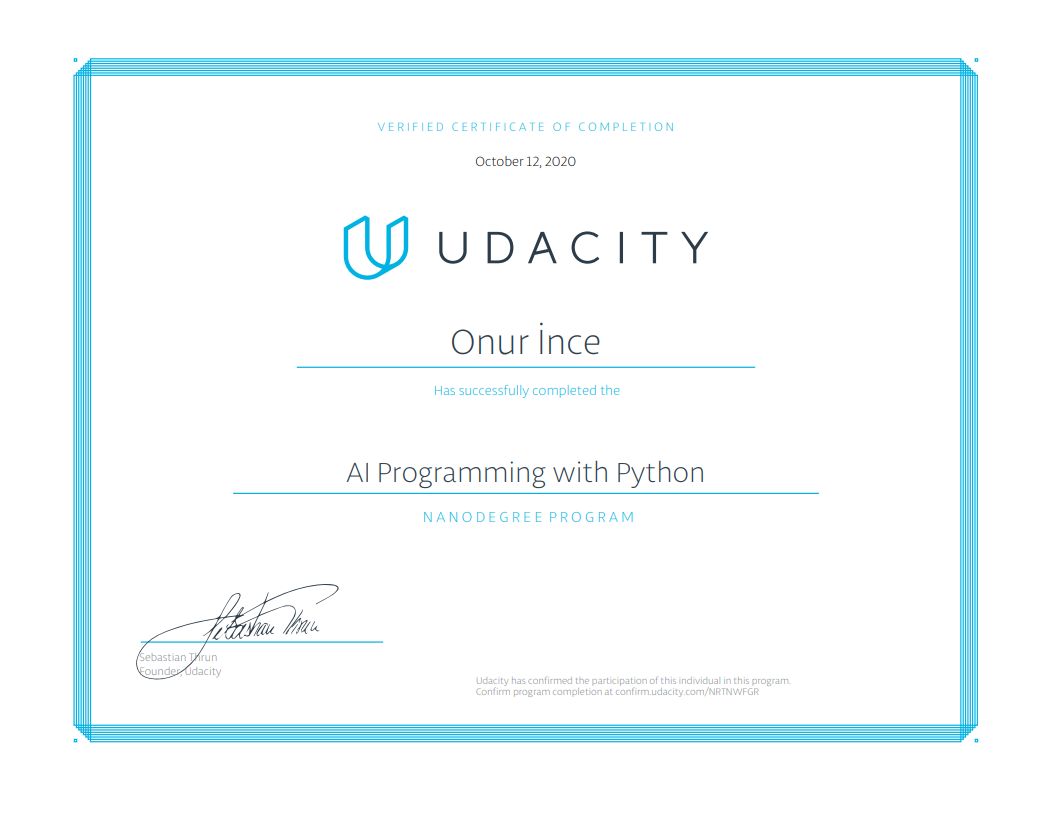 VERIFIED CERTIFICATE OF COMPLETION
October 12, 2020
UDACITY
Onur İnce
Has successfully completed the
AI Programming with Python
NANODEGREE PROGRAM
Sebastian Thrun
Sebastian Thrun
Founder, Udacity
Udacity has confirmed the participation of this individual in this program.
Confirm program completion at confirm.udacity.com/NRTNWFGR